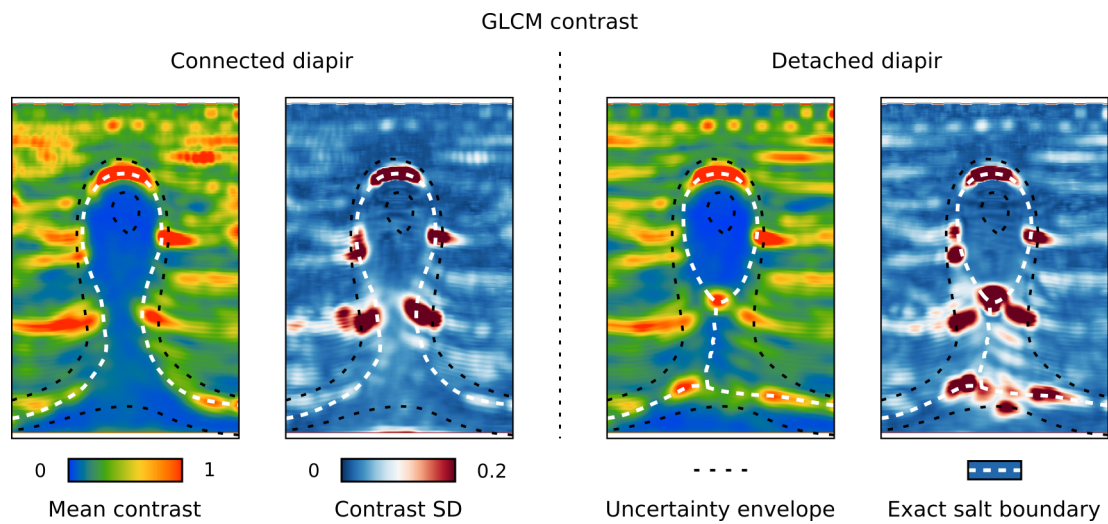 GLCM contrast
Connected diapir
Detached diapir
0 1
0 0.2
Mean contrast
Contrast SD
Uncertainty envelope
Exact salt boundary